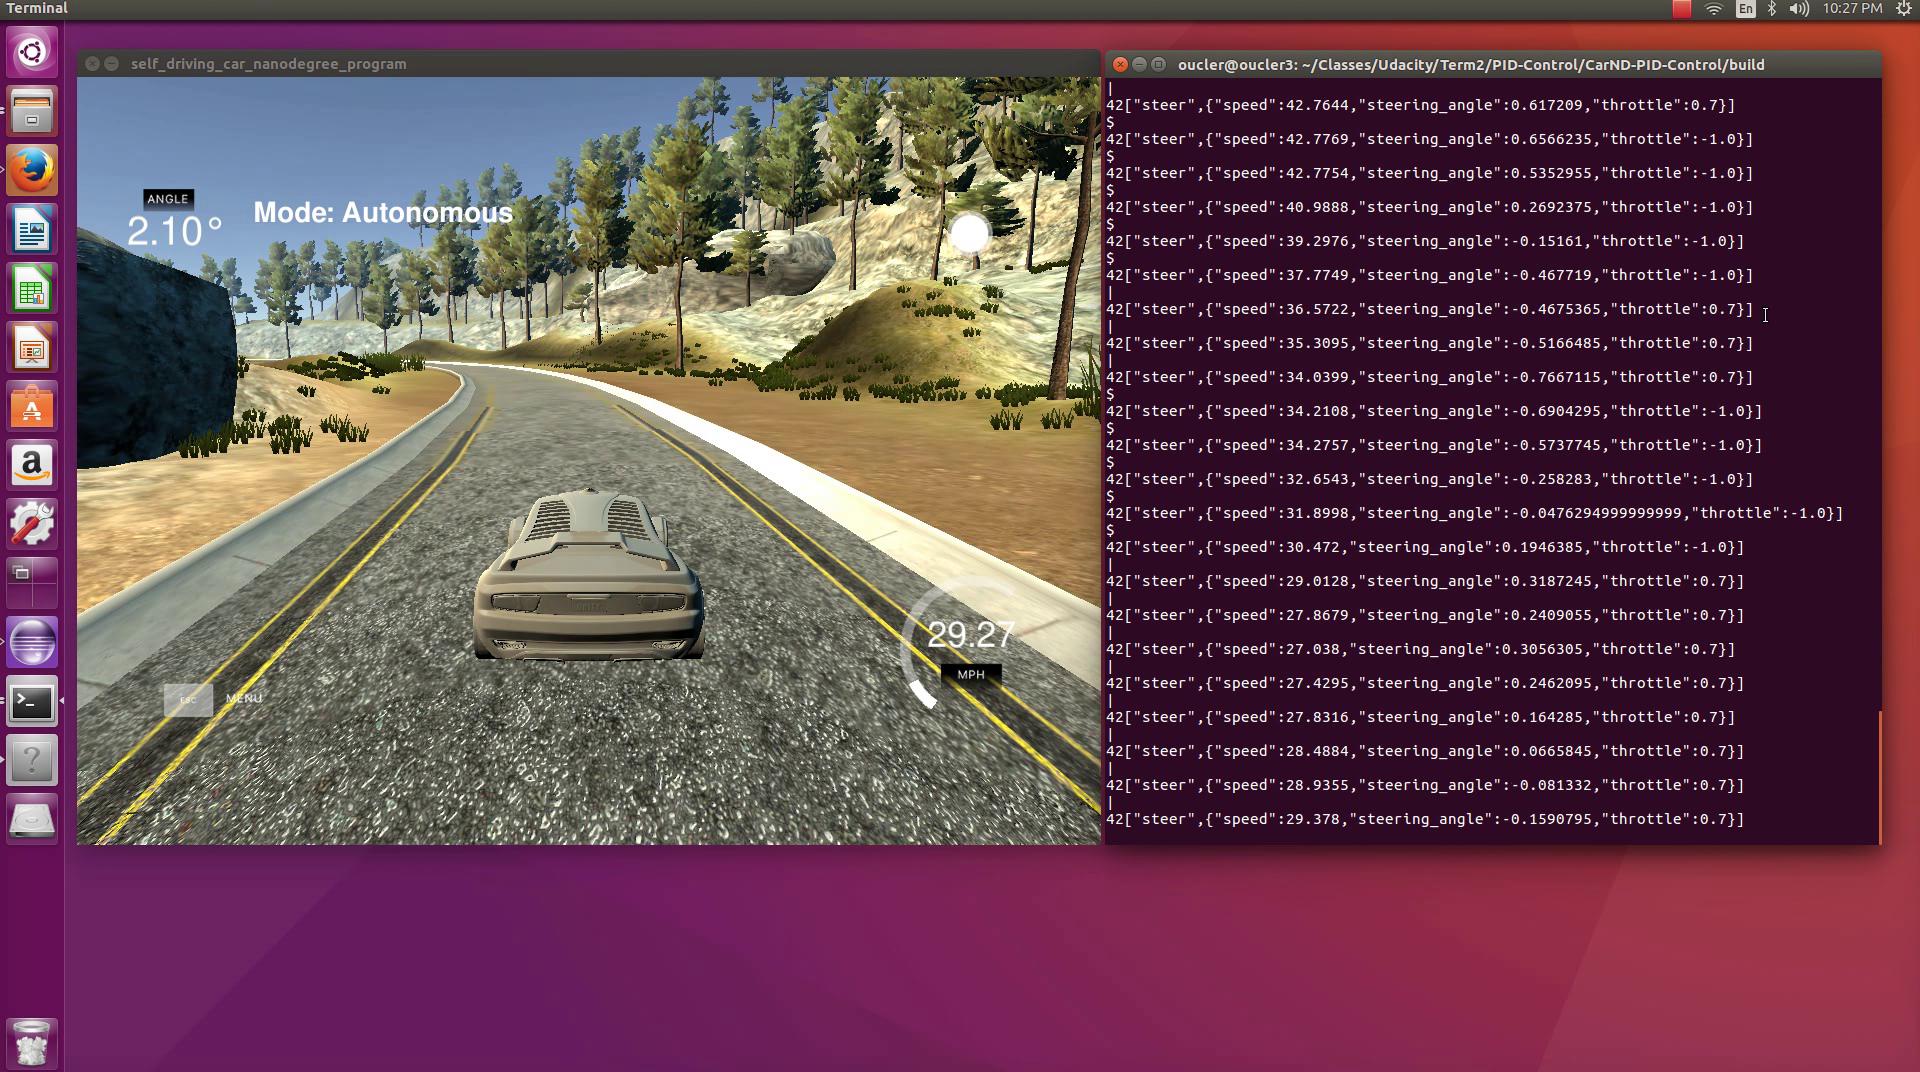 Terminal
En
10:27 PM
self_driving_car_nanodegree_program
ANGLE
2.10°
Mode: Autonomous
29.27
MPH
ESC
MENU
oucler@oucler3: ~/Classes/Udacity/Term2/PID-Control/CarND-PID-Control/build
|
42["steer",{"speed":42.7644,"steering_angle":0.617209,"throttle":0.7}]
$
42["steer",{"speed":42.7769,"steering_angle":0.6566235,"throttle":-1.0}]
$
42["steer",{"speed":42.7754,"steering_angle":0.5352955,"throttle":-1.0}]
$
42["steer",{"speed":40.9888,"steering_angle":0.2692375,"throttle":-1.0}]
$
42["steer",{"speed":39.2976,"steering_angle":-0.15161,"throttle":-1.0}]
$
42["steer",{"speed":37.7749,"steering_angle":-0.467719,"throttle":-1.0}]
|
42["steer",{"speed":36.5722,"steering_angle":-0.4675365,"throttle":0.7}]
|
42["steer",{"speed":35.3095,"steering_angle":-0.5166485,"throttle":0.7}]
|
42["steer",{"speed":34.0399,"steering_angle":-0.7667115,"throttle":0.7}]
$
42["steer",{"speed":34.2108,"steering_angle":-0.6904295,"throttle":-1.0}]
$
42["steer",{"speed":34.2757,"steering_angle":-0.5737745,"throttle":-1.0}]
$
42["steer",{"speed":32.6543,"steering_angle":-0.258283,"throttle":-1.0}]
$
42["steer",{"speed":31.8998,"steering_angle":-0.0476294999999999,"throttle":-1.0}]
$
42["steer",{"speed":30.472,"steering_angle":0.1946385,"throttle":-1.0}]
|
42["steer",{"speed":29.0128,"steering_angle":0.3187245,"throttle":0.7}]
|
42["steer",{"speed":27.8679,"steering_angle":0.2409055,"throttle":0.7}]
|
42["steer",{"speed":27.038,"steering_angle":0.3056305,"throttle":0.7}]
|
42["steer",{"speed":27.4295,"steering_angle":0.2462095,"throttle":0.7}]
|
42["steer",{"speed":27.8316,"steering_angle":0.164285,"throttle":0.7}]
|
42["steer",{"speed":28.4884,"steering_angle":0.0665845,"throttle":0.7}]
|
42["steer",{"speed":28.9355,"steering_angle":-0.081332,"throttle":0.7}]
|
42["steer",{"speed":29.378,"steering_angle":-0.1590795,"throttle":0.7}]